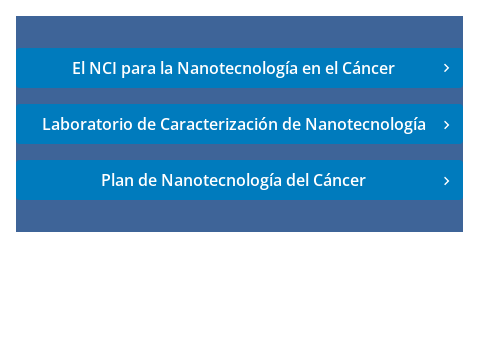 El NCI para la Nanotecnología en el Cáncer
Laboratorio de Caracterización de Nanotecnología
Plan de Nanotecnología del Cáncer